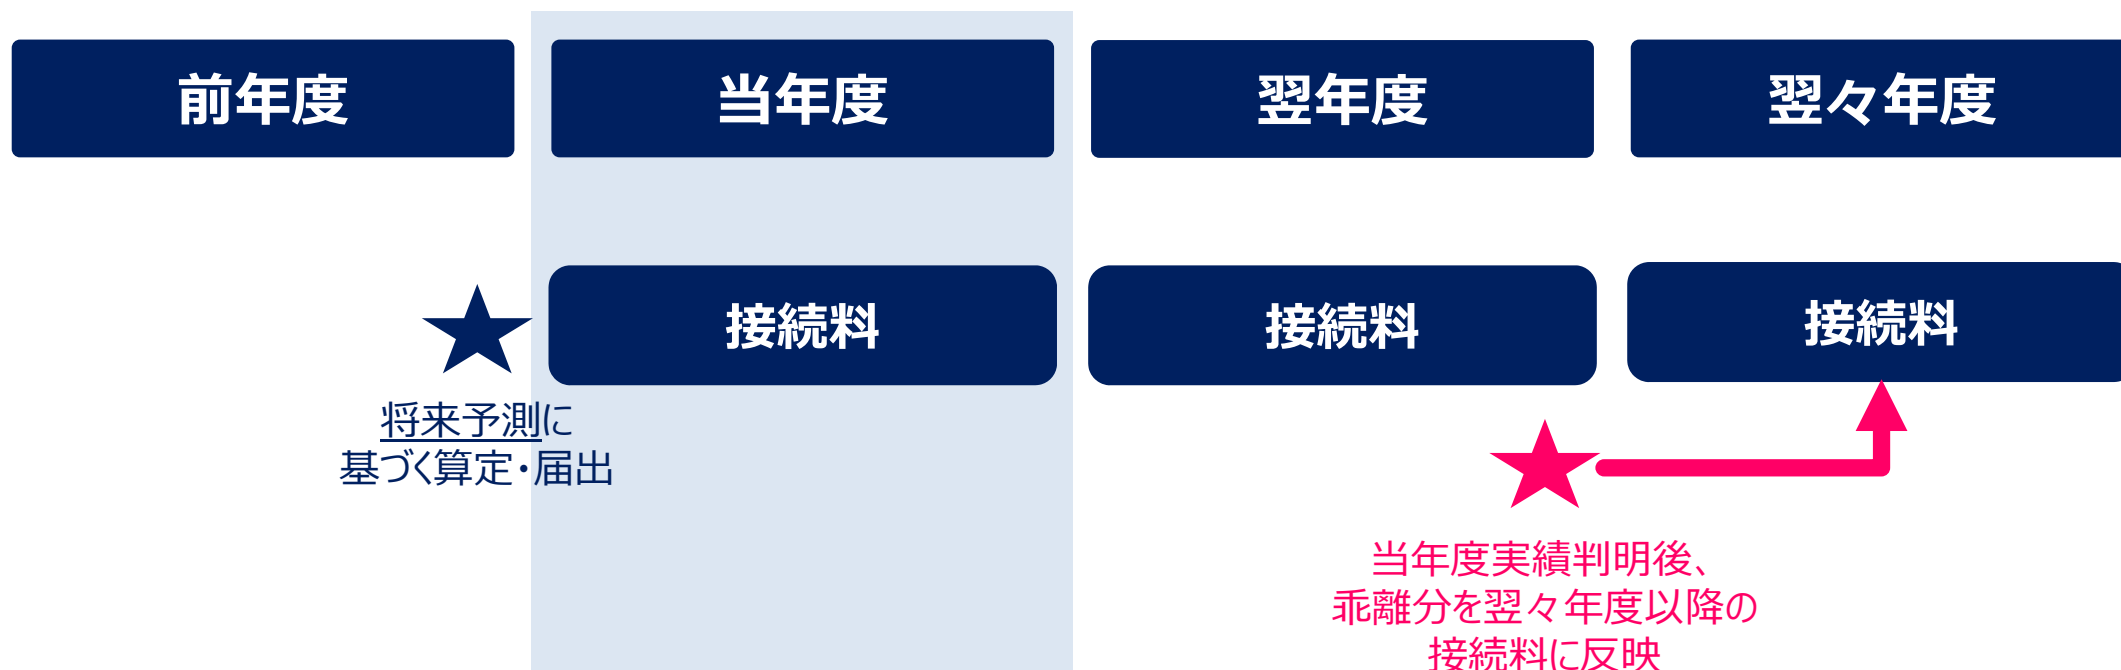 前年度
当年度
翌年度
翌々年度
接続料
接続料
接続料
将来予測に
基づく算定・届出
当年度実績判明後、
乖離分を翌々年度以降の
接続料に反映